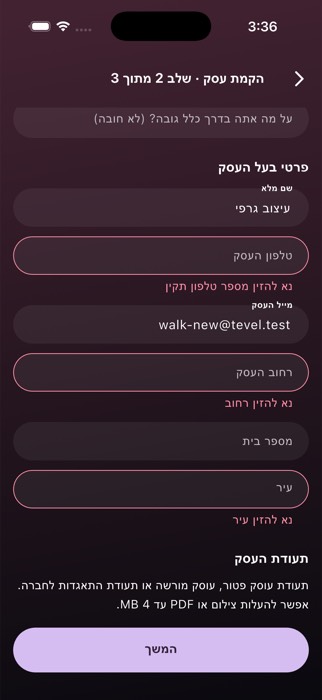 3:36
הקמת עסק · שלב 2 מתוך 3
על מה אתה בדרך כלל גובה? (לא חובה)
פרטי בעל העסק
שם מלא
עיצוב גרפי
טלפון העסק
נא להזין מספר טלפון תקין
מייל העסק
walk-new@tevel.test
רחוב העסק
נא להזין רחוב
מספר בית
עיר
נא להזין עיר
תעודת העסק
תעודת עוסק פטור, עוסק מורשה או תעודת התאגדות לחברה.
אפשר להעלות צילום או PDF עד 4 MB.
המשך